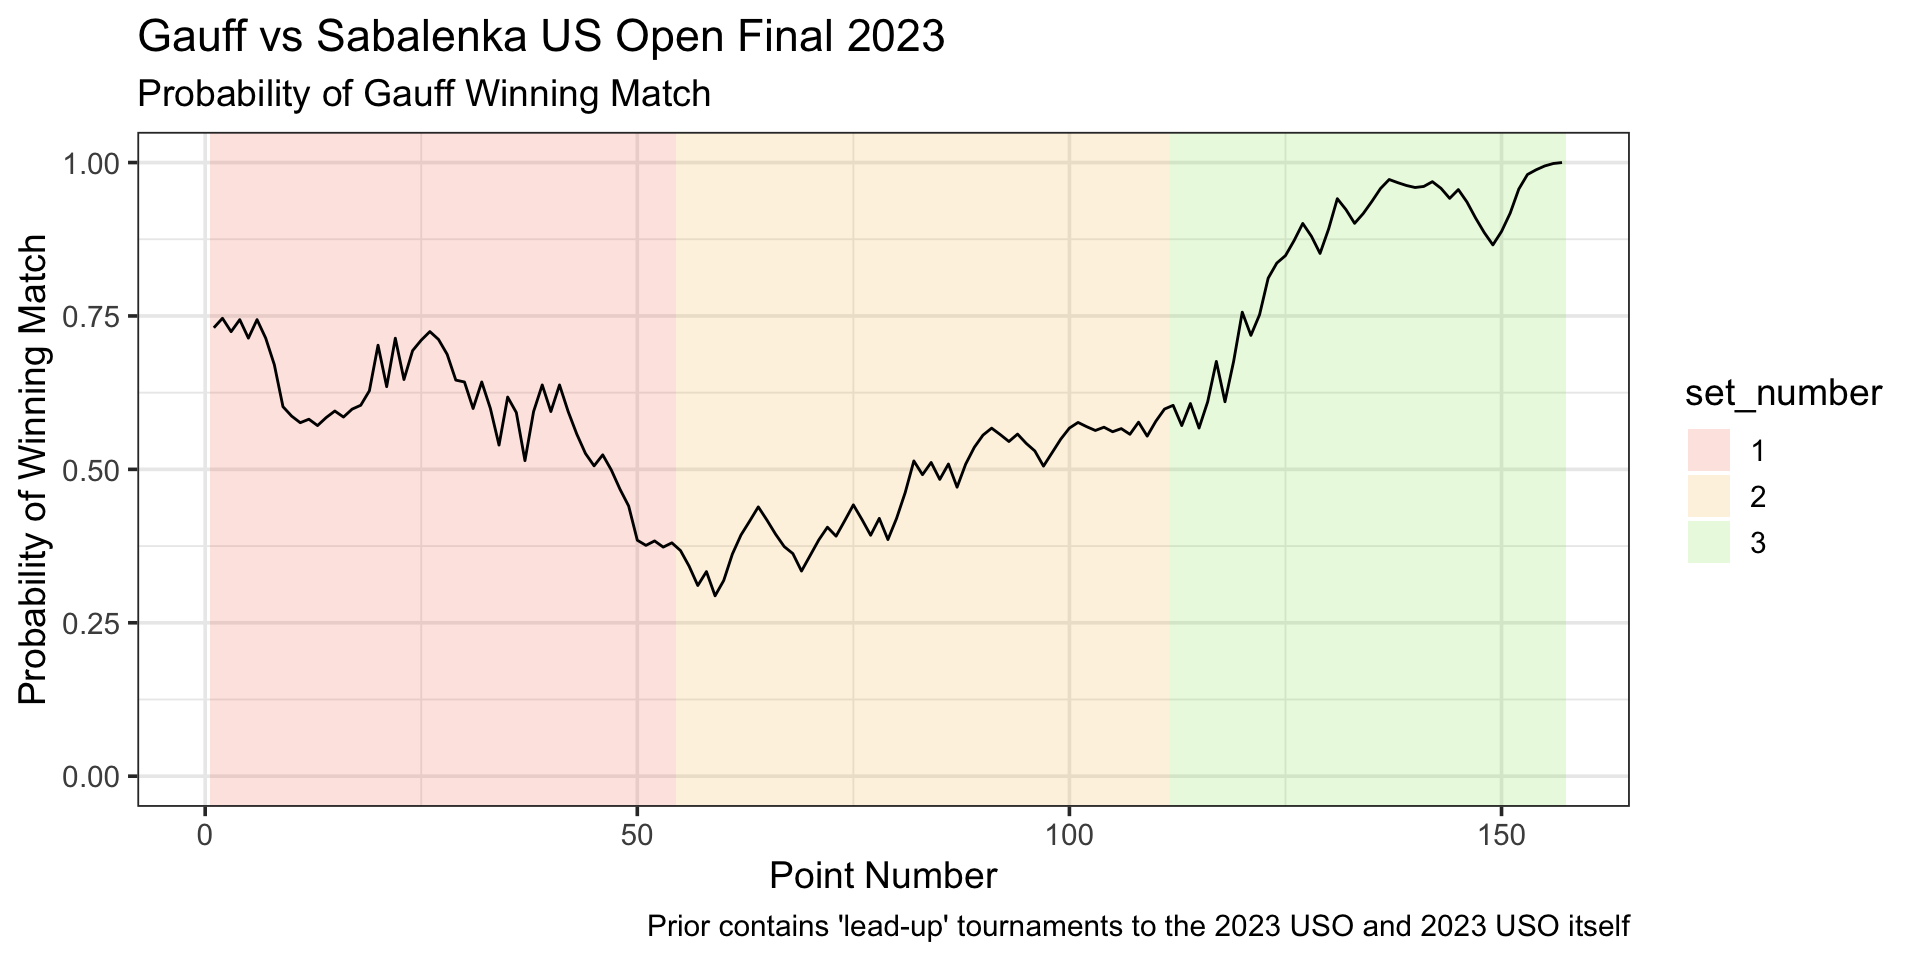 Gauff vs Sabalenka US Open Final 2023
Probability of Gauff Winning Match
Probability of Winning Match
1.00
0.75
0.50
0.25
0.00
0
50
100
150
Point Number
set_number
1
2
3
Prior contains 'lead-up' tournaments to the 2023 USO and 2023 USO itself